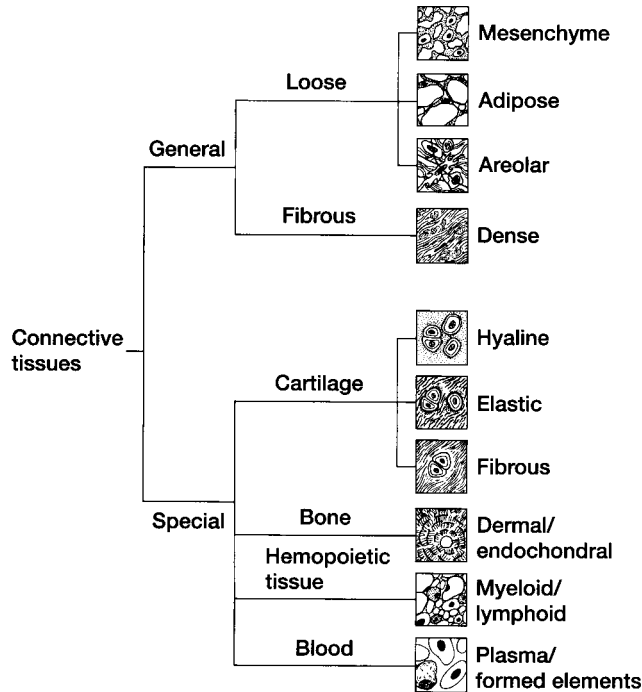 Mesenchyme
Loose
Adipose
General
Areolar
Fibrous
Dense
Connective
tissues
Hyaline
Cartilage
Elastic
Fibrous
Special
Bone
Dermal/
endochondral
Hemopoietic
tissue
Myeloid/
lymphoid
Blood
Plasma/
formed elements